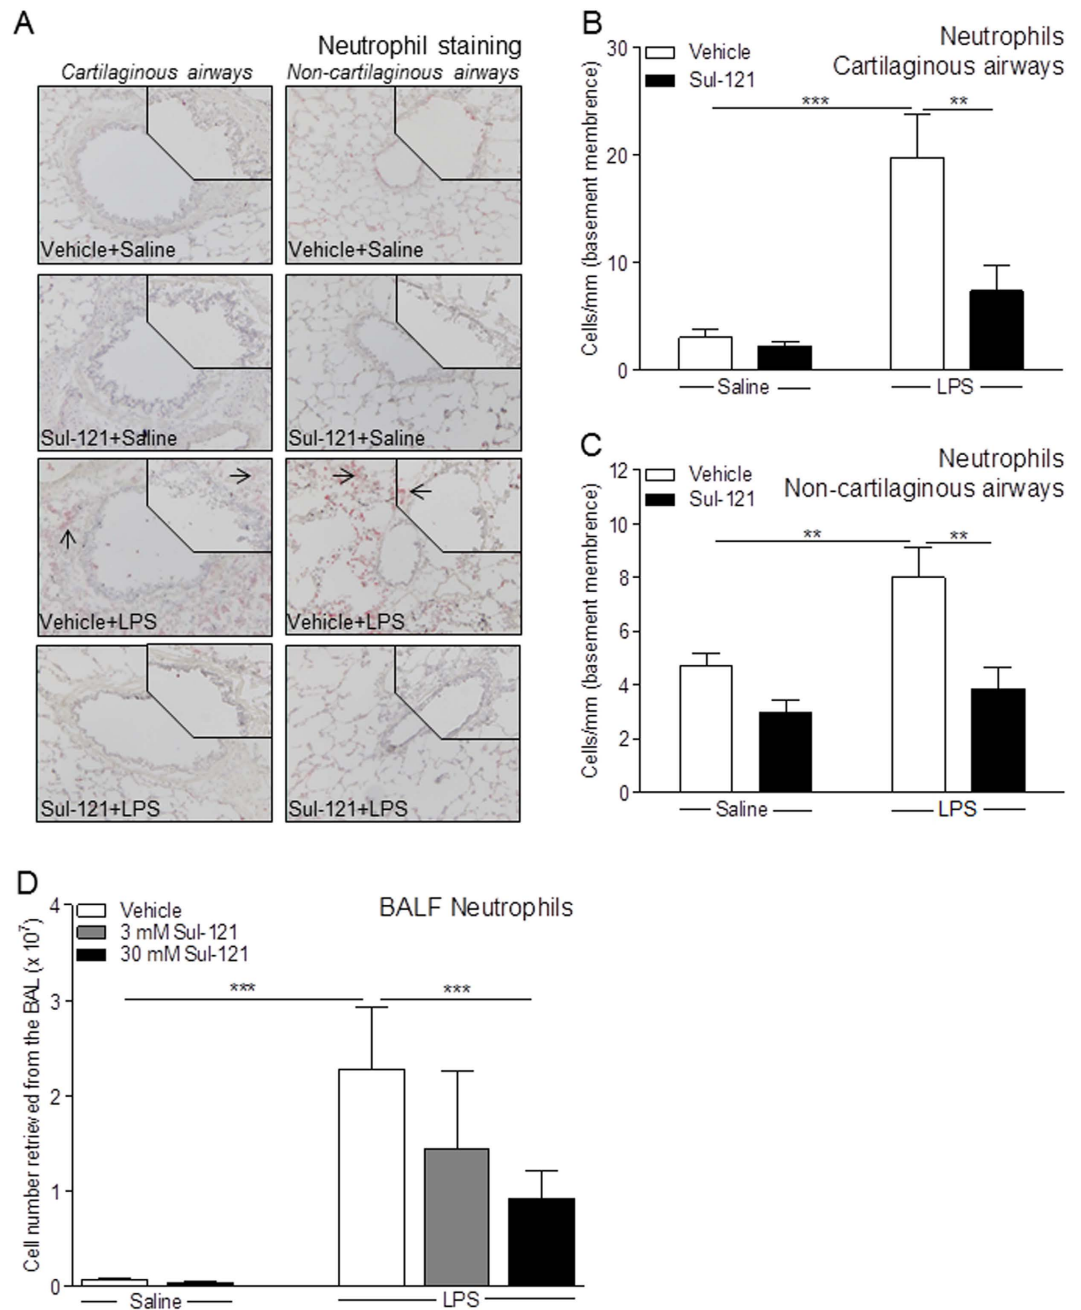 A
Neutrophil staining
Cartilaginous airways
Non-cartilaginous airways
Vehicle+Saline
Vehicle+Saline
Sul-121+Saline
Sul-121+Saline
Vehicle+LPS
Vehicle+LPS
Sul-121+LPS
Sul-121+LPS
B
Neutrophils
Cartilaginous airways
Vehicle
Sul-121
***
**
Cells/mm (basement membrence)
30
20
10
0
Saline
LPS
C
Neutrophils
Non-cartilaginous airways
Vehicle
Sul-121
**
**
Cells/mm (basement membrence)
12
10
8
6
4
2
0
Saline
LPS
D
BALF Neutrophils
Vehicle
3 mM Sul-121
30 mM Sul-121
***
***
Cell number retrieved from the BAL (x 10⁷)
4
3
2
1
0
Saline
LPS